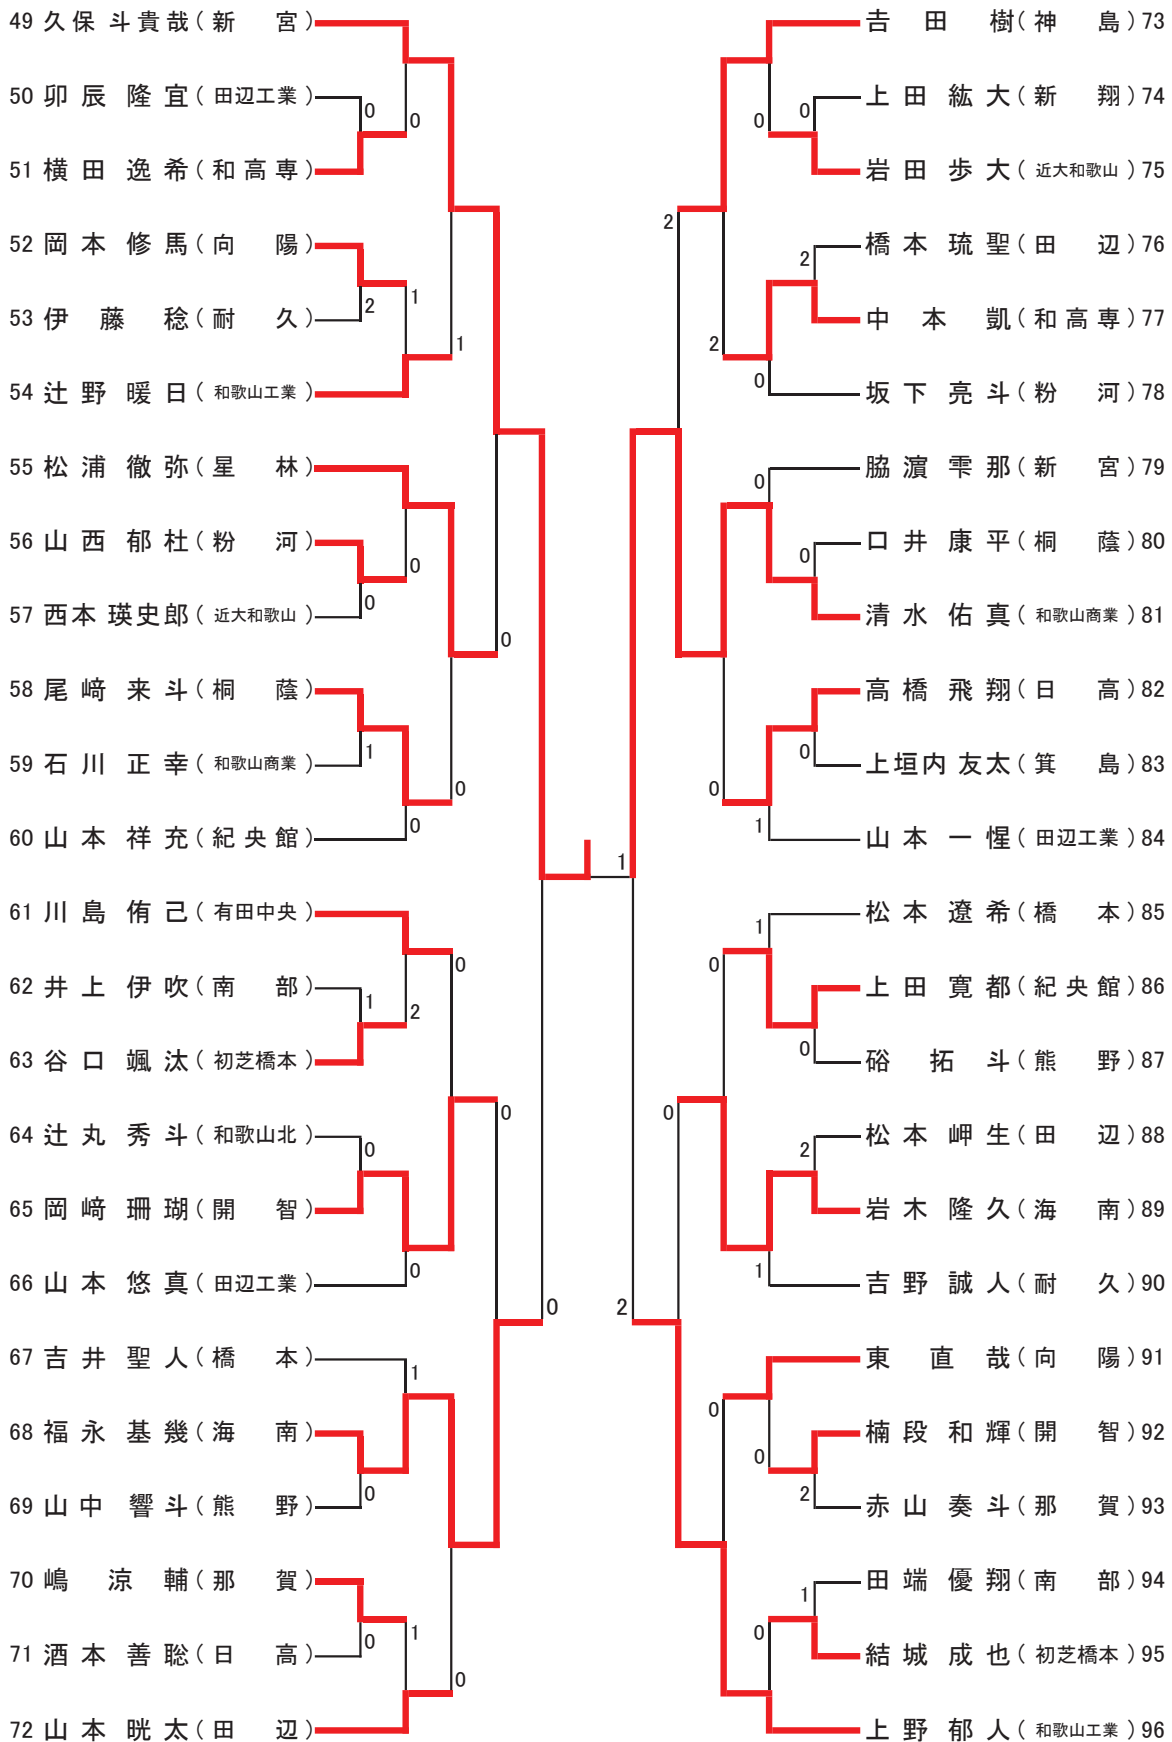 49 久保 斗貴哉 (新 宮)
50 卯辰 隆宜 (田辺工業)
0
0
51 横田 逸希 (和高専)
52 岡本 修馬 (向 陽)
1
2
53 伊藤 稔 (耐 久)
1
54 辻野 暖日 (和歌山工業)
55 松浦 徹弥 (星 林)
56 山西 郁杜 (粉 河)
0
0
57 西本 瑛史郎 (近大和歌山)
0
58 尾﨑 来斗 (桐 蔭)
1
59 石川 正幸 (和歌山商業)
0
0
60 山本 祥充 (紀央館)
61 川島 侑己 (有田中央)
0
62 井上 伊吹 (南 部)
1
2
63 谷口 颯汰 (初芝橋本)
0
64 辻丸 秀斗 (和歌山北)
0
65 岡﨑 珊瑚 (開 智)
0
66 山本 悠真 (田辺工業)
0
67 吉井 聖人 (橋 本)
1
68 福永 基幾 (海 南)
0
69 山中 響斗 (熊 野)
70 嶋 涼輔 (那 賀)
1
0
71 酒本 善聡 (日 高)
0
72 山本 晄太 (田 辺)
1
吉田 樹 (神 島) 73
上田 紘大 (新 翔) 74
0
0
岩田 歩大 (近大和歌山) 75
2
橋本 琉聖 (田 辺) 76
2
中本 凱 (和高専) 77
2
0
坂下 亮斗 (粉 河) 78
脇濵 雫那 (新 宮) 79
0
口井 康平 (桐 蔭) 80
0
清水 佑真 (和歌山商業) 81
高橋 飛翔 (日 高) 82
0
上垣内 友太 (箕 島) 83
0
1
山本 一惺 (田辺工業) 84
松本 遼希 (橋 本) 85
1
0
上田 寛都 (紀央館) 86
0
硲 拓斗 (熊 野) 87
0
松本 岬生 (田 辺) 88
2
岩木 隆久 (海 南) 89
1
吉野 誠人 (耐 久) 90
2
東 直哉 (向 陽) 91
0
楠段 和輝 (開 智) 92
0
2
赤山 奏斗 (那 賀) 93
田端 優翔 (南 部) 94
1
0
結城 成也 (初芝橋本) 95
上野 郁人 (和歌山工業) 96